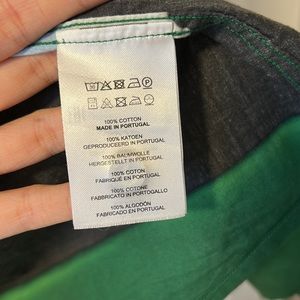 100% COTTON
MADE IN PORTUGAL
100% KATOEN
GEPRODUCEERD IN PORTUGAL
100% BAUMWOLLE
HERGESTELLT IN PORTUGAL
100% COTON
FABRIQUÉ EN PORTUGAL
100% COTONE
FABBRICATO IN PORTOGALLO
100% ALGODÓN
FABRICADO EN PORTUGAL